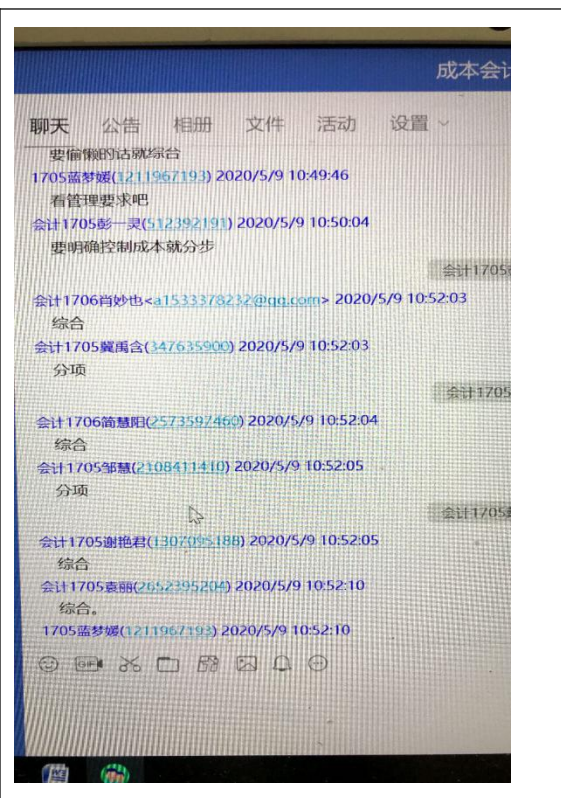 成本会计
聊天 公告 相册 文件 活动 设置
要偷懒的话就综合
1705蓝梦媛(1211967193) 2020/5/9 10:49:46
看管理要求吧
会计1705彭一灵(512392191) 2020/5/9 10:50:04
要明确控制成本就分步
会计1705
会计1706肖妙也<a1533378232@qq.com> 2020/5/9 10:52:03
综合
会计1705冀禹含(347635900) 2020/5/9 10:52:03
分项
会计1705
会计1706简慧阳(2573597460) 2020/5/9 10:52:04
综合
会计1705邹慧(2108411410) 2020/5/9 10:52:05
分项
会计1705
会计1705谢艳君(1307095188) 2020/5/9 10:52:05
综合
会计1705袁丽(2652395204) 2020/5/9 10:52:10
综合。
1705蓝梦媛(1211967193) 2020/5/9 10:52:10
GIF